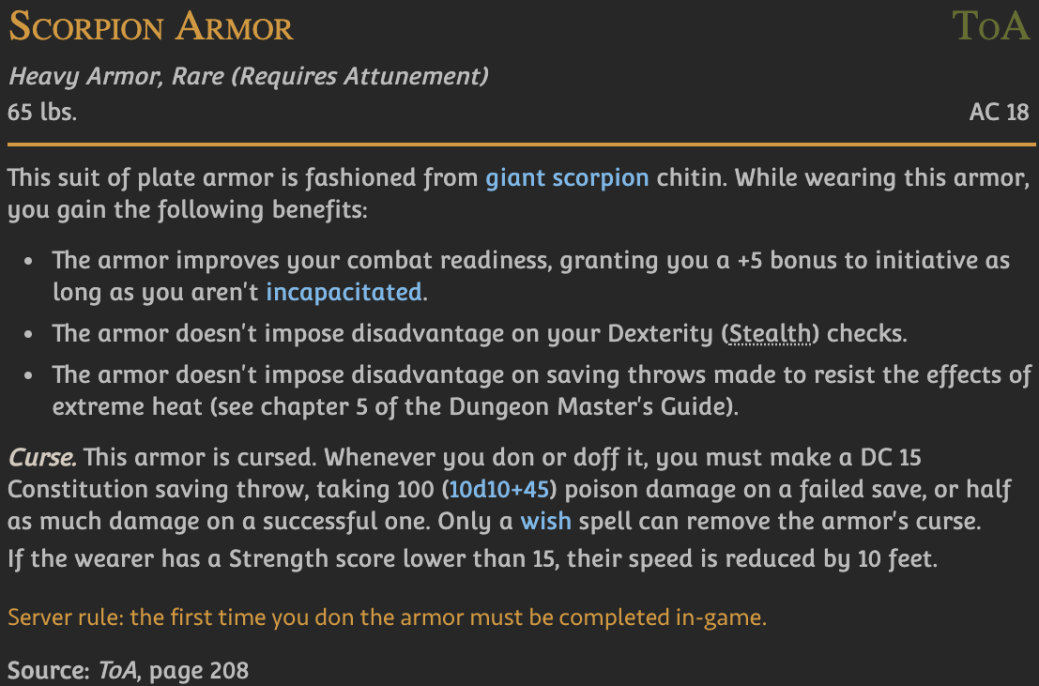 Scorpion Armor ToA
Heavy Armor, Rare (Requires Attunement)
65 lbs. AC 18
This suit of plate armor is fashioned from giant scorpion chitin. While wearing this armor,
you gain the following benefits:
• The armor improves your combat readiness, granting you a +5 bonus to initiative as
long as you aren't incapacitated.
• The armor doesn't impose disadvantage on your Dexterity (Stealth) checks.
• The armor doesn't impose disadvantage on saving throws made to resist the effects of
extreme heat (see chapter 5 of the Dungeon Master's Guide).
Curse. This armor is cursed. Whenever you don or doff it, you must make a DC 15
Constitution saving throw, taking 100 (10d10+45) poison damage on a failed save, or half
as much damage on a successful one. Only a wish spell can remove the armor's curse.
If the wearer has a Strength score lower than 15, their speed is reduced by 10 feet.
Server rule: the first time you don the armor must be completed in-game.
Source: ToA, page 208